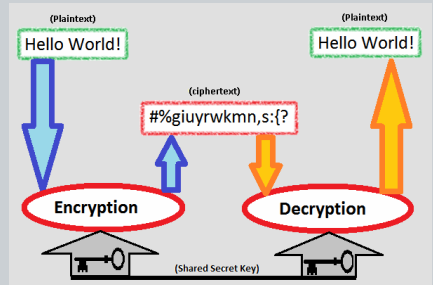 (Plaintext)
Hello World!
(Plaintext)
Hello World!
(ciphertext)
#%giuyrwkmn,s:{?
Encryption
Decryption
(Shared Secret Key)